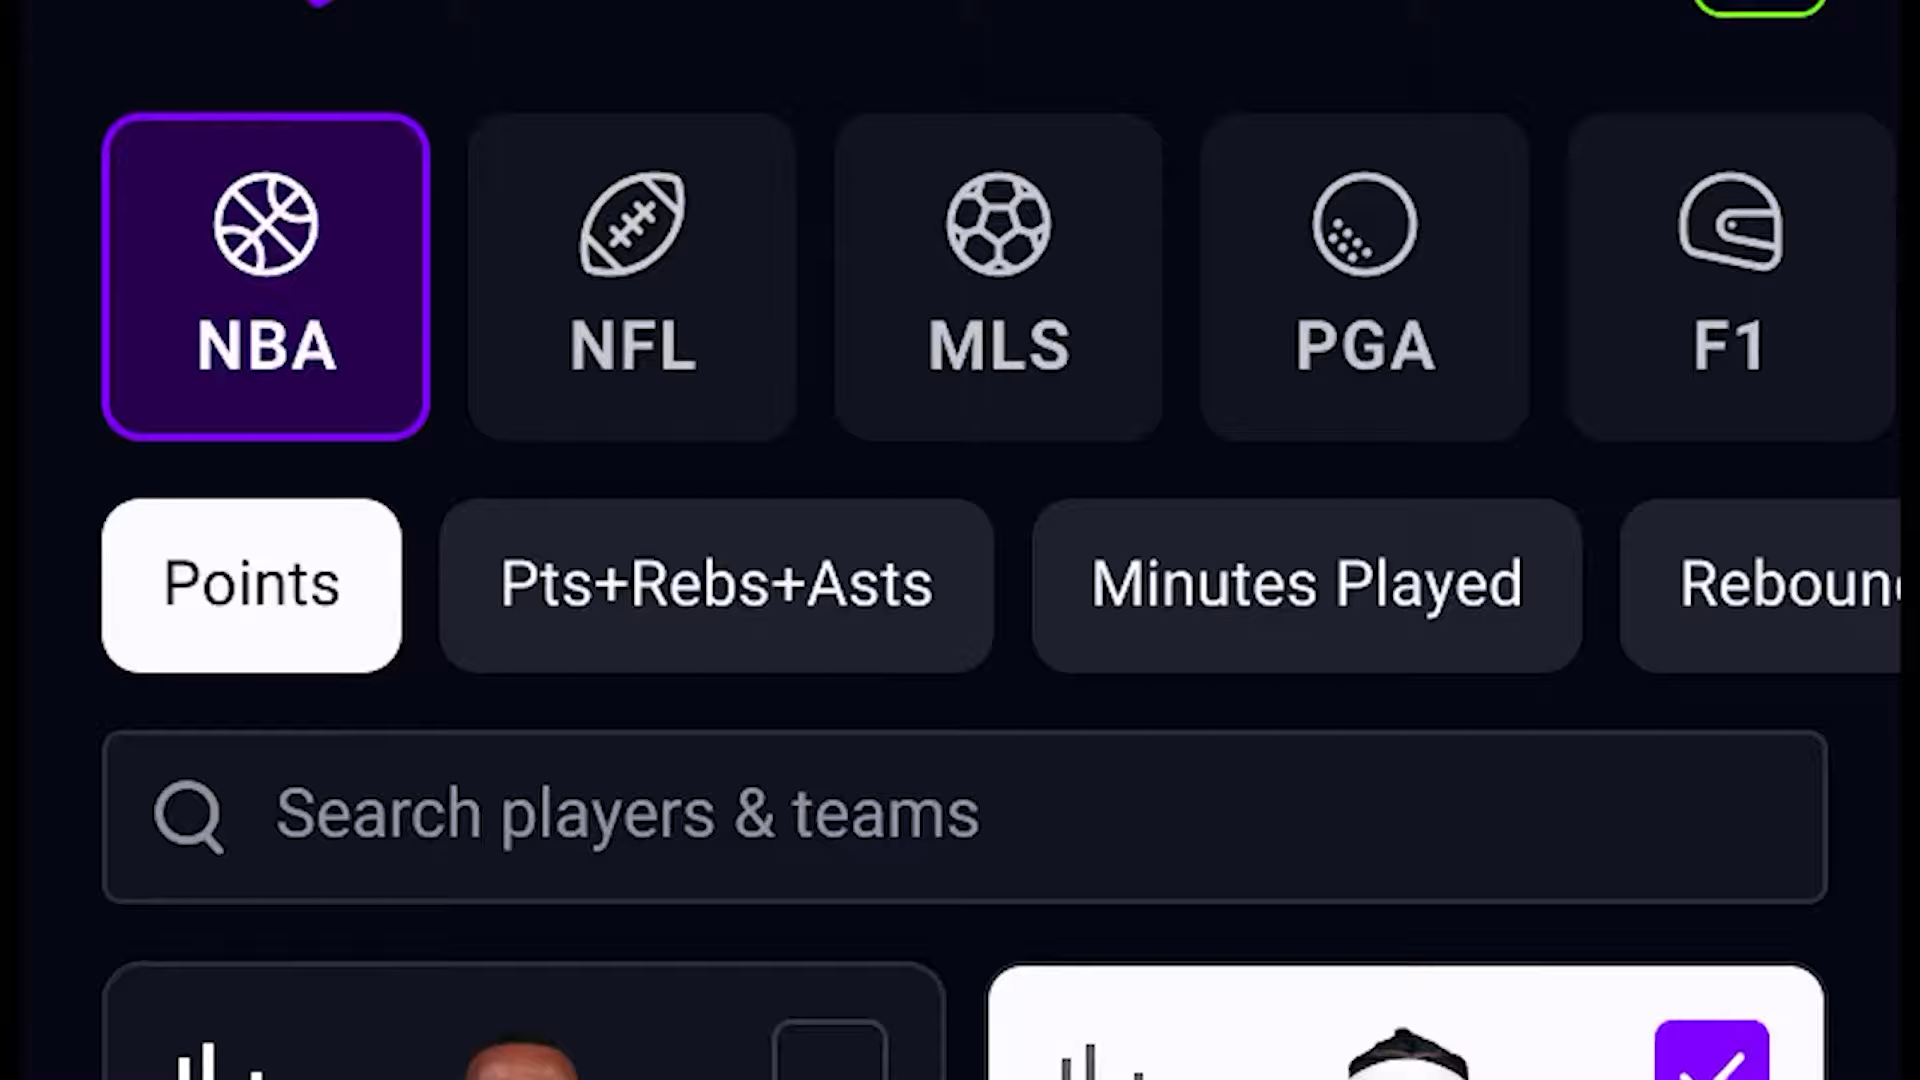 NBA NFL MLS PGA F1
Points Pts+Rebs+Asts Minutes Played
Search players & teams